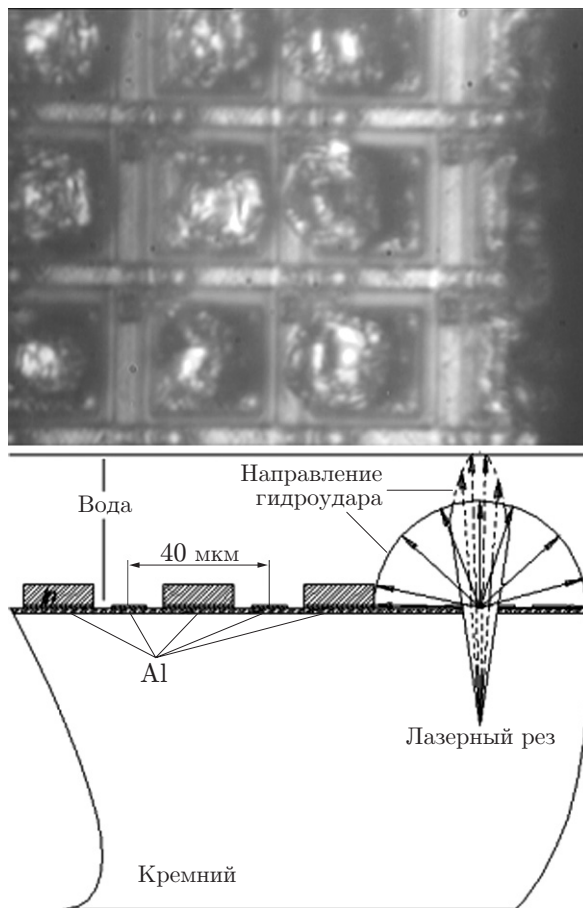 Направление
гидроудара
Вода
40 мкм
Al
Лазерный рез
Кремний